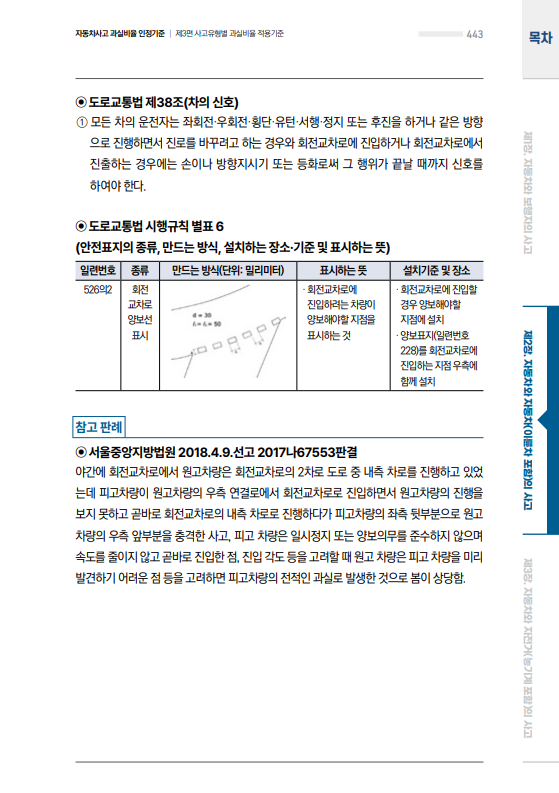 자동차사고 과실비율 인정기준 | 제3편 사고유형별 과실비율 적용기준
443
목차
◉ 도로교통법 제38조(차의 신호)
① 모든 차의 운전자는 좌회전·우회전·횡단·유턴·서행·정지 또는 후진을 하거나 같은 방향
으로 진행하면서 진로를 바꾸려고 하는 경우와 회전교차로에 진입하거나 회전교차로에서
진출하는 경우에는 손이나 방향지시기 또는 등화로써 그 행위가 끝날 때까지 신호를
하여야 한다.
◉ 도로교통법 시행규칙 별표 6
(안전표지의 종류, 만드는 방식, 설치하는 장소·기준 및 표시하는 뜻)
일련번호 종류 만드는 방식(단위: 밀리미터) 표시하는 뜻 설치기준 및 장소
526의2
회전
교차로
양보선
표시
d = 30
l₁ = l₂ = 50
· 회전교차로에
진입하려는 차량이
양보해야할 지점을
표시하는 것
· 회전교차로에 진입할
경우 양보해야할
지점에 설치
· 양보표지(일련번호
228)를 회전교차로에
진입하는 지점 우측에
함께 설치
참고 판례
◉ 서울중앙지방법원 2018.4.9.선고 2017나67553판결
야간에 회전교차로에서 원고차량은 회전교차로의 2차로 도로 중 내측 차로를 진행하고 있었
는데 피고차량이 원고차량의 우측 연결로에서 회전교차로로 진입하면서 원고차량의 진행을
보지 못하고 곧바로 회전교차로의 내측 차로로 진행하다가 피고차량의 좌측 뒷부분으로 원고
차량의 우측 앞부분을 충격한 사고, 피고 차량은 일시정지 또는 양보의무를 준수하지 않으며
속도를 줄이지 않고 곧바로 진입한 점, 진입 각도 등을 고려할 때 원고 차량은 피고 차량을 미리
발견하기 어려운 점 등을 고려하면 피고차량의 전적인 과실로 발생한 것으로 봄이 상당함.
제1장. 자동차와 보행자의 사고
제2장. 자동차와 자동차(이륜차 포함)의 사고
제3장. 자동차와 자전거(농기계 포함)의 사고